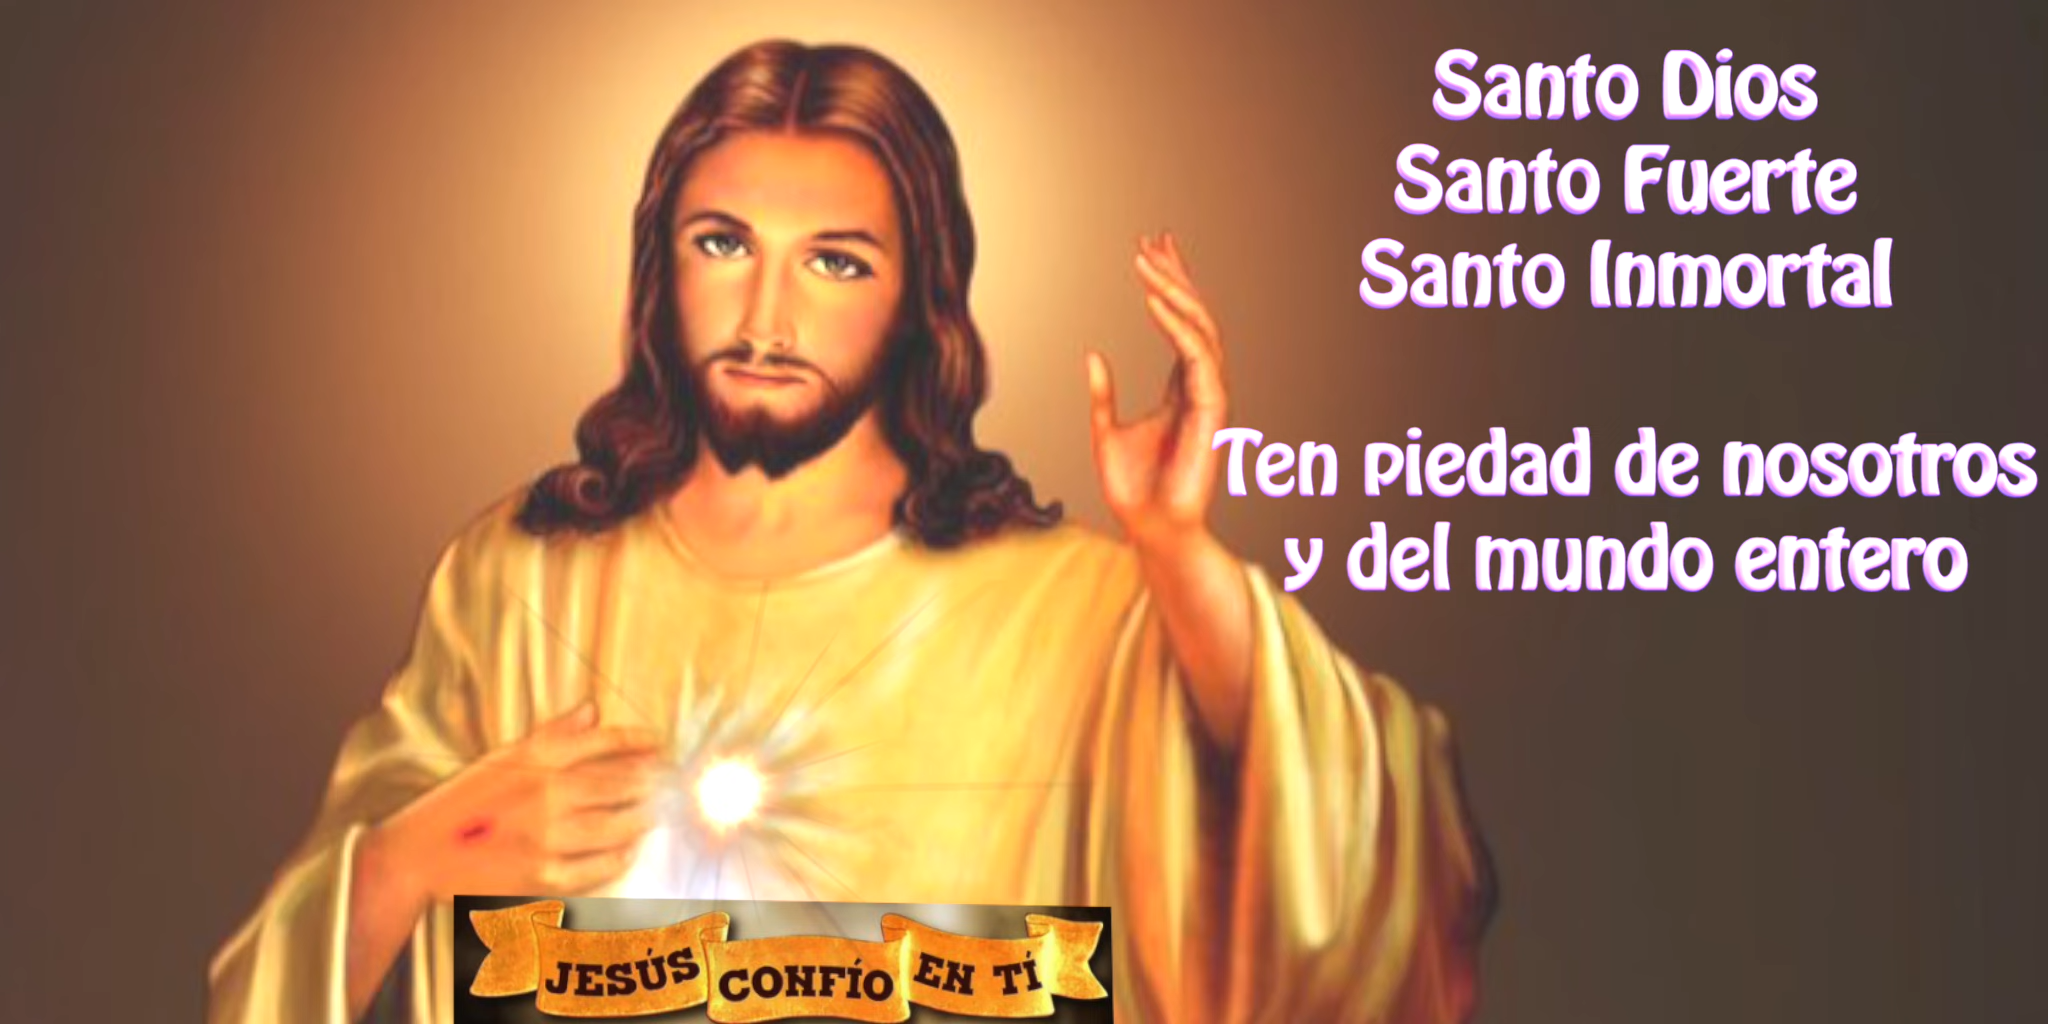 Santo Dios
Santo Fuerte
Santo Inmortal
Ten piedad de nosotros
y del mundo entero
JESÚS CONFÍO EN TÍ